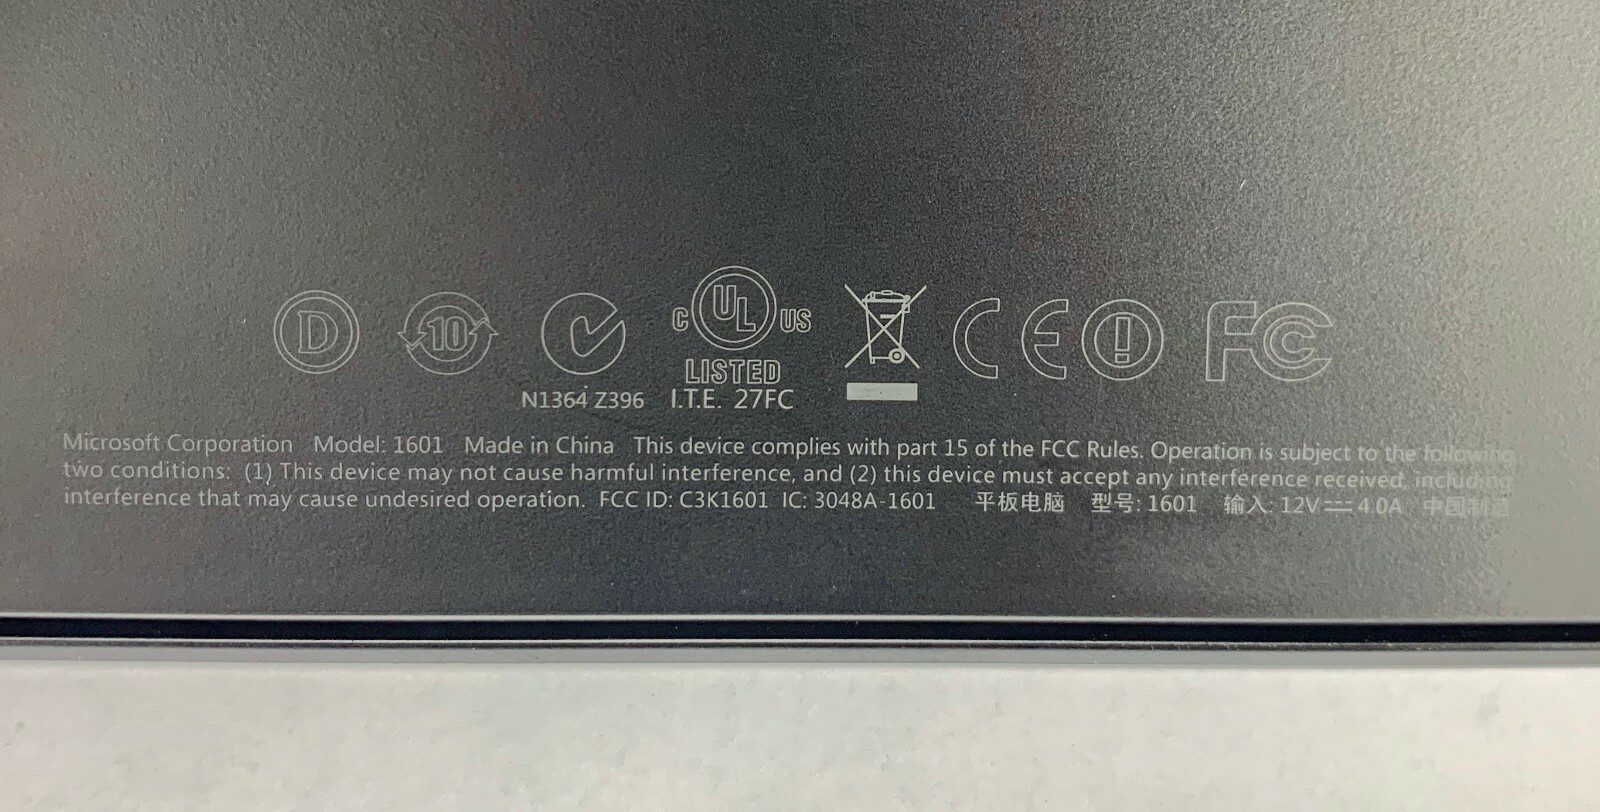 D 10 C UL US CE FC
LISTED
N1364 Z396 I.T.E. 27FC
Microsoft Corporation Model: 1601 Made in China This device complies with part 15 of the FCC Rules. Operation is subject to the following
two conditions: (1) This device may not cause harmful interference, and (2) this device must accept any interference received, including
interference that may cause undesired operation. FCC ID: C3K1601 IC: 3048A-1601 平板电脑 型号: 1601 输入: 12V⎓4.0A 中国制造